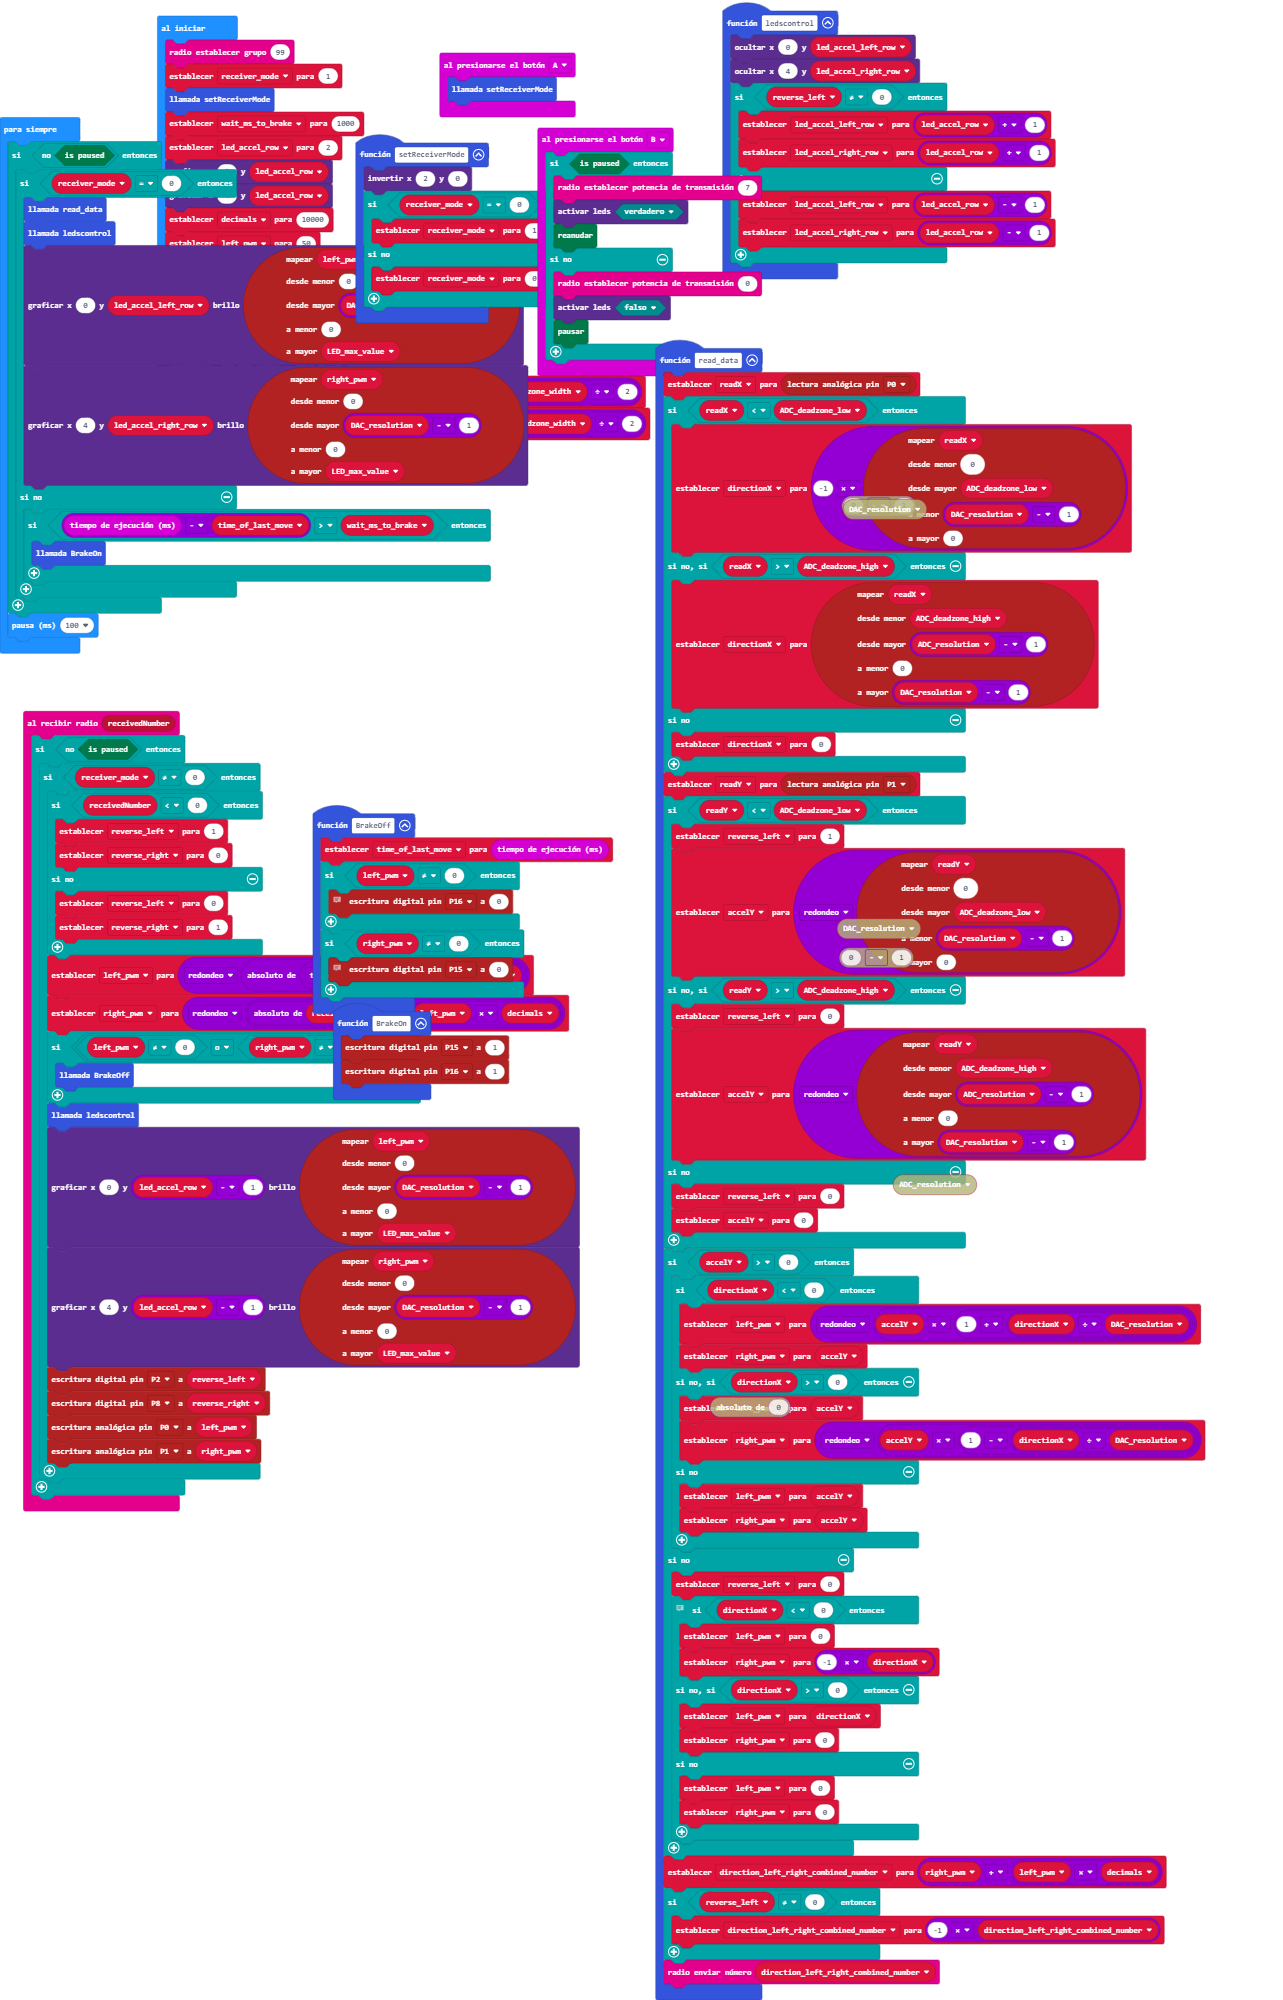 al iniciar
radio establecer grupo 99
establecer receiver_mode para 1
llamada setReceiverMode
establecer wait_ms_to_brake para 1000
establecer led_accel_row para 2
y led_accel_row
y led_accel_row
establecer decimals para 10000
establecer left_pwm para 50
zone_width ÷ 2
dzone_width ÷ 2
para siempre
si no is paused entonces
si receiver_mode = 0 entonces
llamada read_data
llamada ledscontrol
graficar x 0 y led_accel_left_row brillo
mapear left_pwm
desde menor 0
desde mayor DA
a menor 0
a mayor LED_max_value
graficar x 4 y led_accel_right_row brillo
mapear right_pwm
desde menor 0
desde mayor DAC_resolution - 1
a menor 0
a mayor LED_max_value
si no
si tiempo de ejecución (ms) - time_of_last_move > wait_ms_to_brake entonces
llamada BrakeOn
pausa (ms) 100
al presionarse el botón A
llamada setReceiverMode
función setReceiverMode
invertir x 2 y 0
si receiver_mode = 0
establecer receiver_mode para 1
si no
establecer receiver_mode para 0
al presionarse el botón B
si is paused entonces
radio establecer potencia de transmisión 7
activar leds verdadero
reanudar
si no
radio establecer potencia de transmisión 0
activar leds falso
pausar
función ledscontrol
ocultar x 0 y led_accel_left_row
ocultar x 4 y led_accel_right_row
si reverse_left ≠ 0 entonces
establecer led_accel_left_row para led_accel_row + 1
establecer led_accel_right_row para led_accel_row + 1
establecer led_accel_left_row para led_accel_row - 1
establecer led_accel_right_row para led_accel_row - 1
función read_data
establecer readX para lectura analógica pin P0
si readX < ADC_deadzone_low entonces
establecer directionX para -1 ×
mapear readX
desde menor 0
desde mayor ADC_deadzone_low
DAC_resolution
enor DAC_resolution - 1
a mayor 0
si no, si readX > ADC_deadzone_high entonces
establecer directionX para
mapear readX
desde menor ADC_deadzone_high
desde mayor ADC_resolution - 1
a menor 0
a mayor DAC_resolution - 1
si no
establecer directionX para 0
establecer readY para lectura analógica pin P1
si readY < ADC_deadzone_low entonces
establecer reverse_left para 1
establecer accelY para redondeo
mapear readY
desde menor 0
desde mayor ADC_deadzone_low
DAC_resolution
a menor DAC_resolution - 1
0 - 1
ayor 0
si no, si readY > ADC_deadzone_high entonces
establecer reverse_left para 0
establecer accelY para redondeo
mapear readY
desde menor ADC_deadzone_high
desde mayor ADC_resolution - 1
a menor 0
a mayor DAC_resolution - 1
si no
ADC_resolution
establecer reverse_left para 0
establecer accelY para 0
si accelY > 0 entonces
si directionX < 0 entonces
establecer left_pwm para redondeo accelY × 1 + directionX ÷ DAC_resolution
establecer right_pwm para accelY
si no, si directionX > 0 entonces
establ absoluto de 0 para accelY
establecer right_pwm para redondeo accelY × 1 - directionX ÷ DAC_resolution
si no
establecer left_pwm para accelY
establecer right_pwm para accelY
si no
establecer reverse_left para 0
si directionX < 0 entonces
establecer left_pwm para 0
establecer right_pwm para -1 × directionX
si no, si directionX > 0 entonces
establecer left_pwm para directionX
establecer right_pwm para 0
si no
establecer left_pwm para 0
establecer right_pwm para 0
establecer direction_left_right_combined_number para right_pwm + left_pwm × decimals
si reverse_left ≠ 0 entonces
establecer direction_left_right_combined_number para -1 × direction_left_right_combined_number
radio enviar número direction_left_right_combined_number
al recibir radio receivedNumber
si no is paused entonces
si receiver_mode ≠ 0 entonces
si receivedNumber < 0 entonces
establecer reverse_left para 1
establecer reverse_right para 0
si no
establecer reverse_left para 0
establecer reverse_right para 1
establecer left_pwm para redondeo absoluto de t
establecer right_pwm para redondeo absoluto de rece ft_pwm × decimals
si left_pwm ≠ 0 o right_pwm ≠
llamada BrakeOff
llamada ledscontrol
graficar x 0 y led_accel_row - 1 brillo
mapear left_pwm
desde menor 0
desde mayor DAC_resolution - 1
a menor 0
a mayor LED_max_value
graficar x 4 y led_accel_row - 1 brillo
mapear right_pwm
desde menor 0
desde mayor DAC_resolution - 1
a menor 0
a mayor LED_max_value
escritura digital pin P2 a reverse_left
escritura digital pin P8 a reverse_right
escritura analógica pin P0 a left_pwm
escritura analógica pin P1 a right_pwm
función BrakeOff
establecer time_of_last_move para tiempo de ejecución (ms)
si left_pwm ≠ 0 entonces
escritura digital pin P16 a 0
si right_pwm ≠ 0 entonces
escritura digital pin P15 a 0
función BrakeOn
escritura digital pin P15 a 1
escritura digital pin P16 a 1